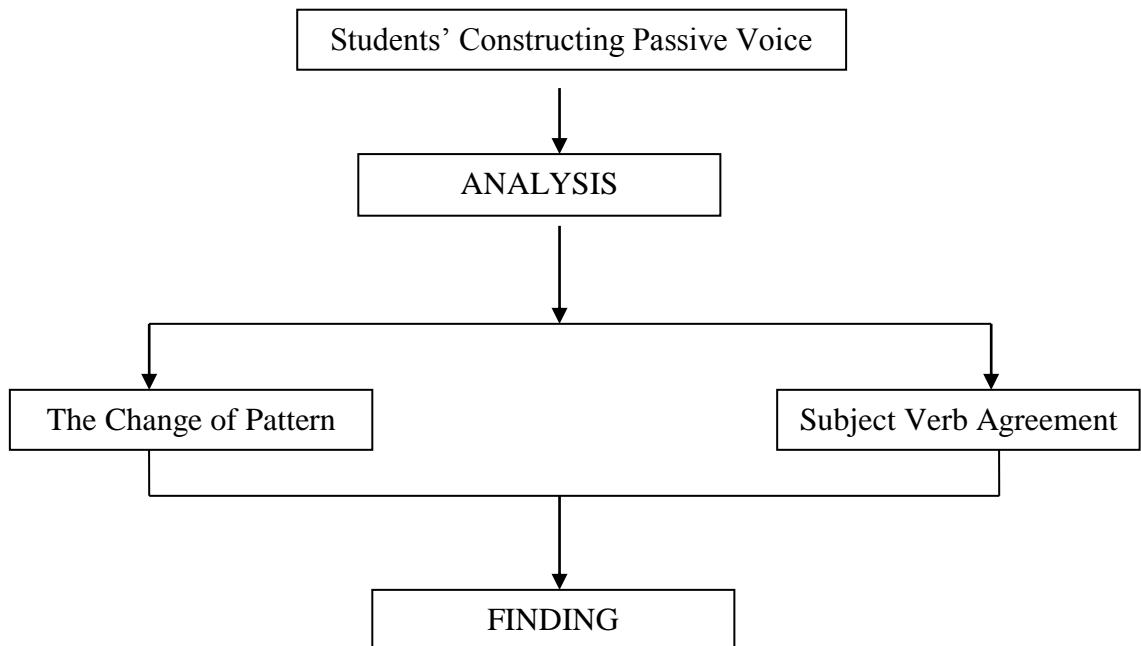 Students’ Constructing Passive Voice
ANALYSIS
The Change of Pattern
Subject Verb Agreement
FINDING